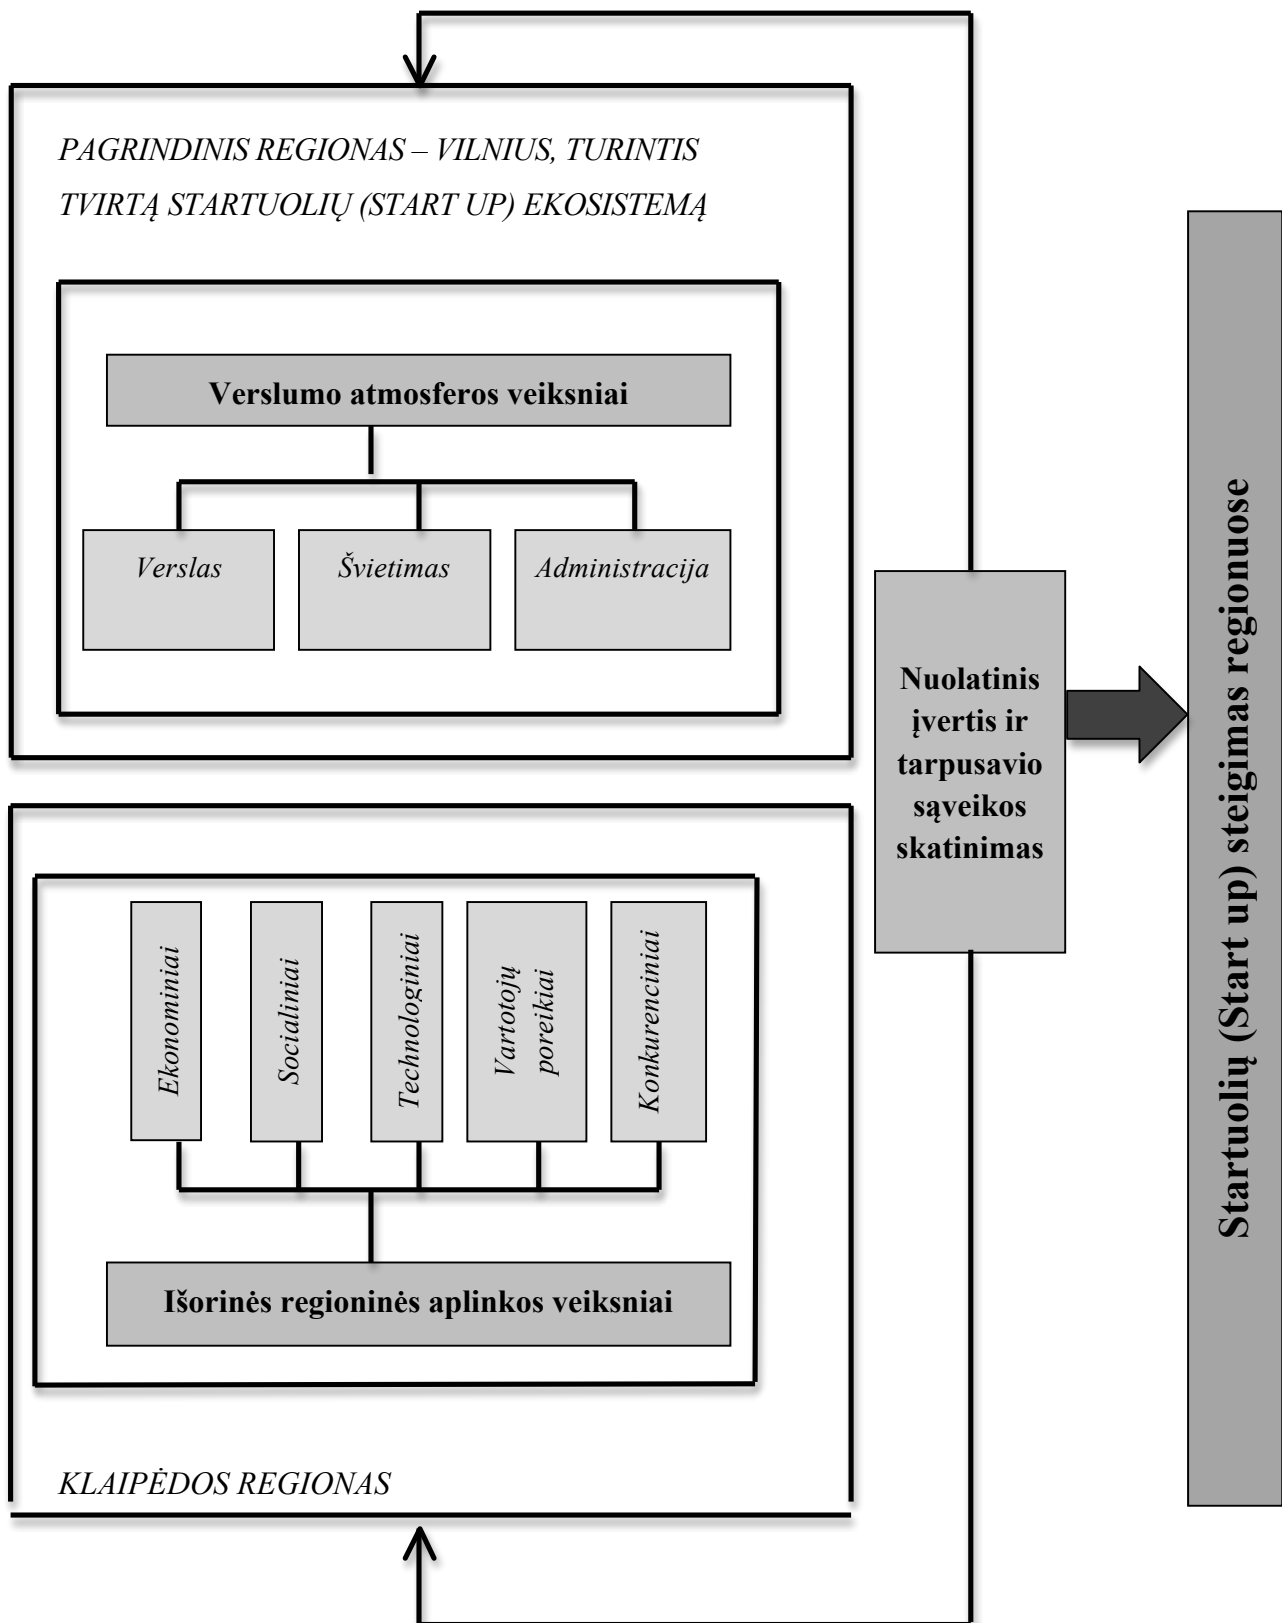 PAGRINDINIS REGIONAS – VILNIUS, TURINTIS
TVIRTĄ STARTUOLIŲ (START UP) EKOSISTEMĄ
Verslumo atmosferos veiksniai
Verslas
Švietimas
Administracija
Nuolatinis
įvertis ir
tarpusavio
sąveikos
skatinimas
Startuolių (Start up) steigimas regionuose
Ekonominiai
Socialiniai
Technologiniai
Vartotojų
poreikiai
Konkurenciniai
Išorinės regioninės aplinkos veiksniai
KLAIPĖDOS REGIONAS